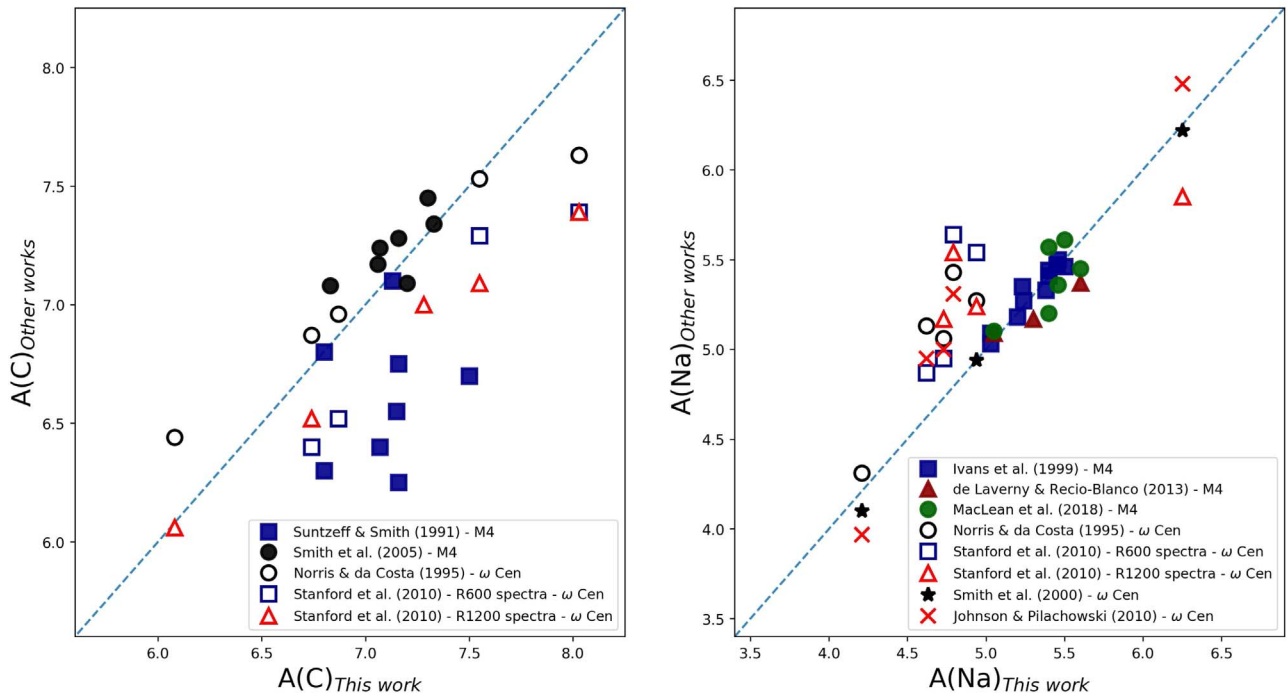 8.0
7.5
7.0
6.5
6.0
A(C)Other works
6.0 6.5 7.0 7.5 8.0
A(C)This work
Suntzeff & Smith (1991) - M4
Smith et al. (2005) - M4
Norris & da Costa (1995) - ω Cen
Stanford et al. (2010) - R600 spectra - ω Cen
Stanford et al. (2010) - R1200 spectra - ω Cen
6.5
6.0
5.5
5.0
4.5
4.0
3.5
A(Na)Other works
3.5 4.0 4.5 5.0 5.5 6.0 6.5
A(Na)This work
Ivans et al. (1999) - M4
de Laverny & Recio-Blanco (2013) - M4
MacLean et al. (2018) - M4
Norris & da Costa (1995) - ω Cen
Stanford et al. (2010) - R600 spectra - ω Cen
Stanford et al. (2010) - R1200 spectra - ω Cen
Smith et al. (2000) - ω Cen
Johnson & Pilachowski (2010) - ω Cen